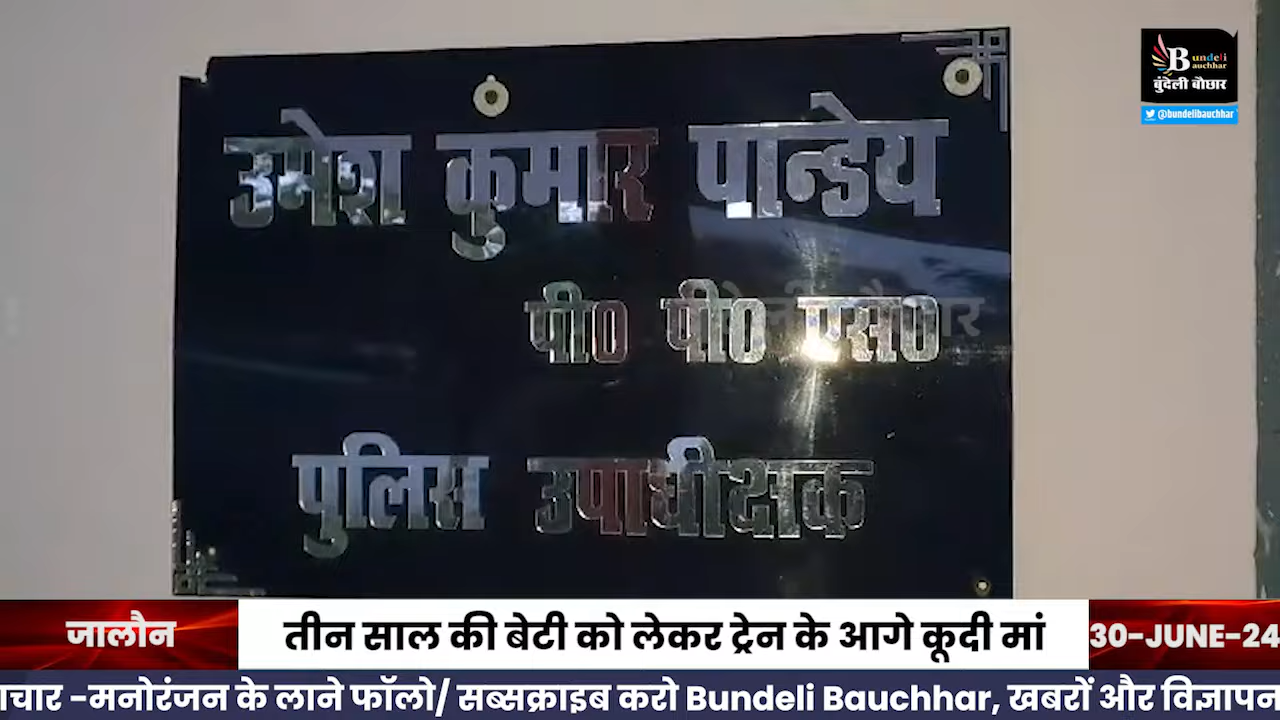 Bundeli
Bauchhar
बुंदेली बौछार
@bundelibauchhar
उमेश कुमार पान्डेय
पी० पी० एस०
पुलिस उपाधीक्षक
जालौन
तीन साल की बेटी को लेकर ट्रेन के आगे कूदी मां
30-JUNE-24
ाचार -मनोरंजन के लाने फॉलो/ सब्सक्राइब करो Bundeli Bauchhar, खबरों और विज्ञापन